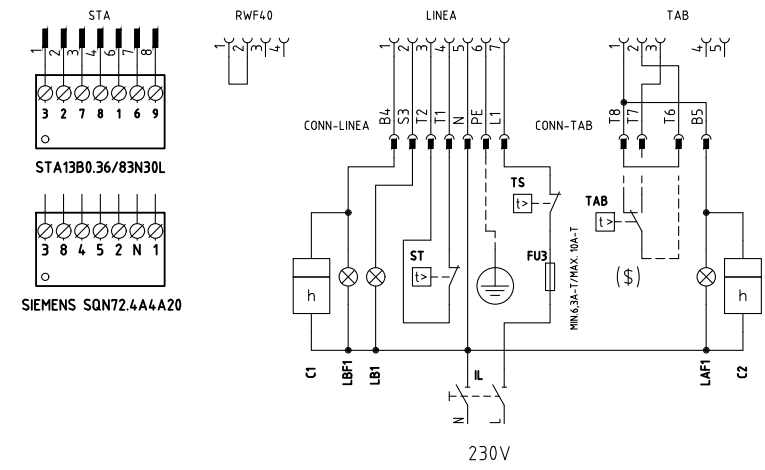 STA
RWF40
LINEA
TAB
1
2
3
4
6
7
8
1
2
3
4
1
2
3
4
5
6
7
1
2
3
4
5
3 2 7 8 1 6 9
STA13B0.36/83N30L
CONN-LINEA
B4
S3
T2
T1
N
PE
L1
CONN-TAB
T8
T7
T6
B5
3 8 4 5 2 N 1
SIEMENS SQN72.4A4A20
TS
t>
TAB
t>
ST
t>
FU3
MIN.6,3A-T/MAX. 10A-T
($)
h
h
C1
LBF1
LB1
IL
LAF1
C2
N
L
230V